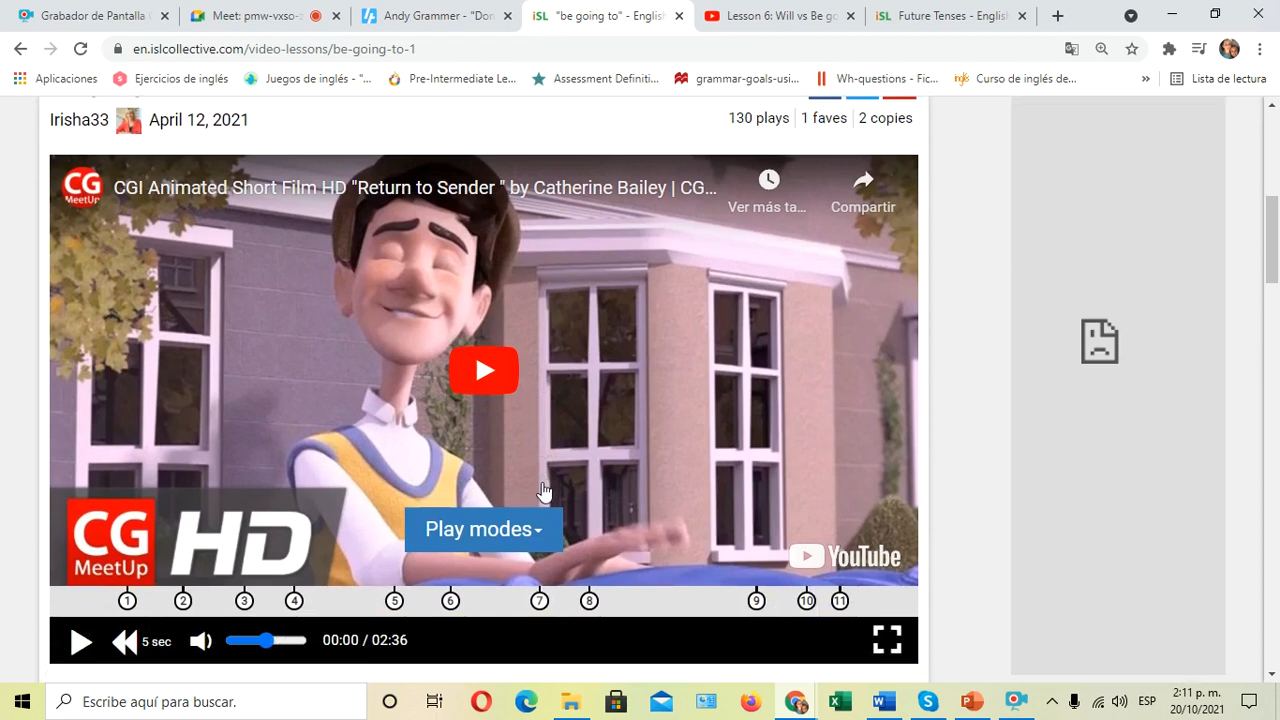 Grabador de Pantalla G
Meet: pmw-vxso-z
Andy Grammer - "Don
"be going to" - English
Lesson 6: Will vs Be go
Future Tenses - English
en.islcollective.com/video-lessons/be-going-to-1
Aplicaciones
Ejercicios de inglés
Juegos de inglés - "...
Pre-Intermediate Le...
Assessment Definiti...
grammar-goals-usi...
Wh-questions - Fic...
Curso de inglés de...
»
Lista de lectura
Irisha33
April 12, 2021
130 plays
1 faves
2 copies
CG MeetUp
CGI Animated Short Film HD "Return to Sender " by Catherine Bailey | CG...
Ver más ta...
Compartir
CG MeetUp
HD
Play modes
YouTube
1 2 3 4 5 6 7 8 9 10 11
5 sec
00:00 / 02:36
Escribe aquí para buscar.
ESP
2:11 p. m.
20/10/2021